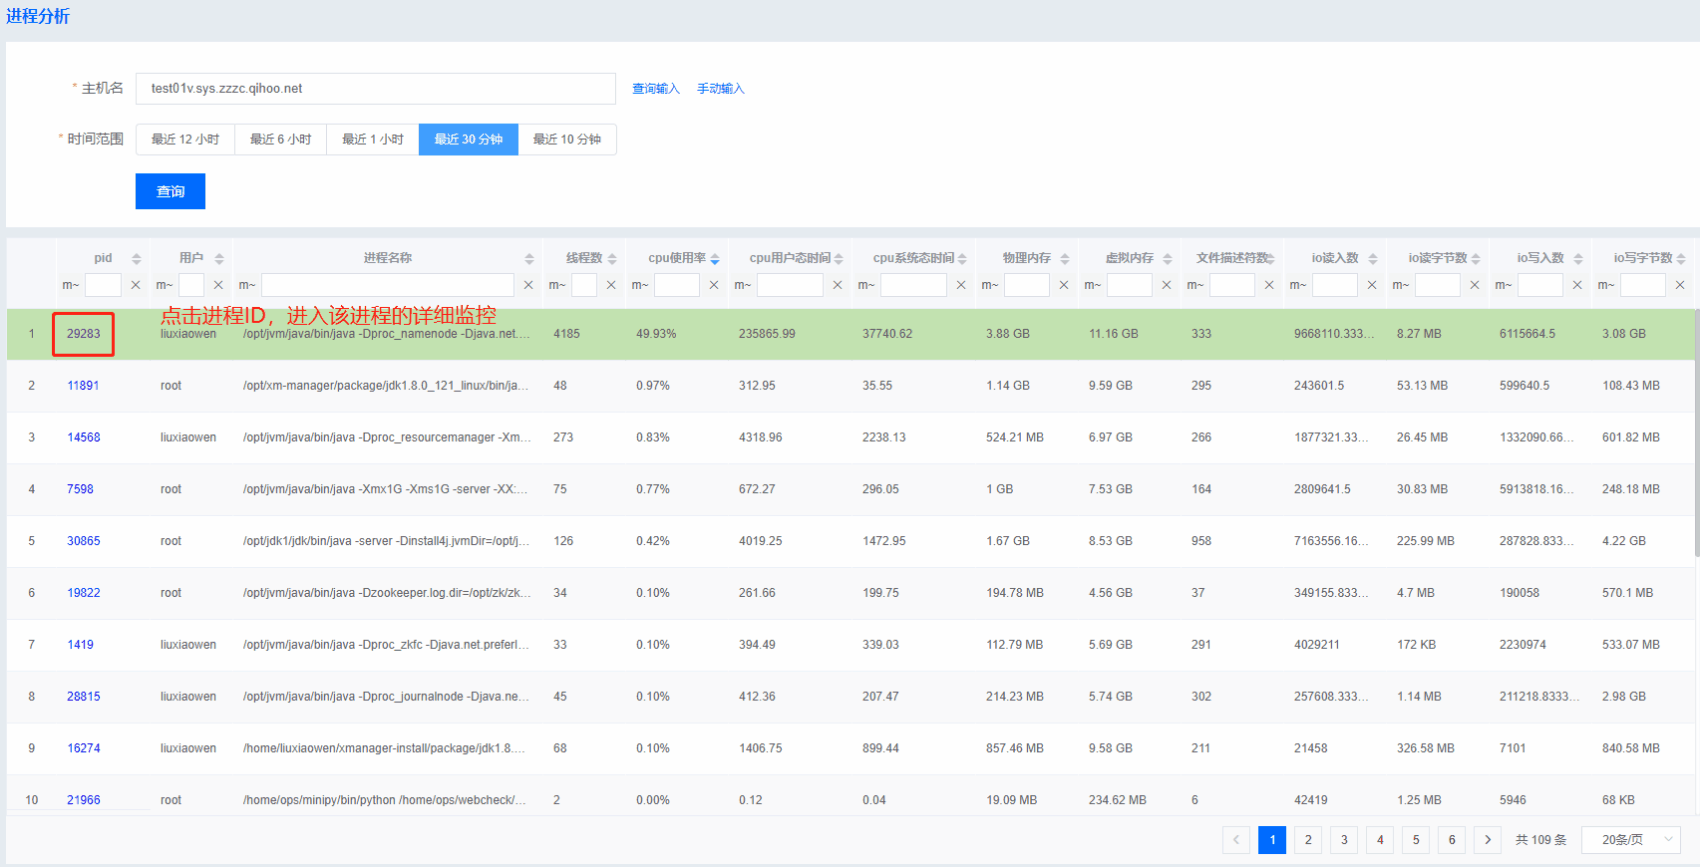 进程分析
* 主机名 test01v.sys.zzzc.qihoo.net 查询输入 手动输入
* 时间范围 最近 12 小时 最近 6 小时 最近 1 小时 最近 30 分钟 最近 10 分钟
查询
pid 用户 进程名称 线程数 cpu使用率 cpu用户态时间 cpu系统态时间 物理内存 虚拟内存 文件描述符数 io读入数 io读字节数 io写入数 io写字节数
m~ × m~ × m~ × m~ × m~ × m~ × m~ × m~ × m~ × m~ × m~ × m~ × m~ × m~ ×
点击进程ID，进入该进程的详细监控
1 29283 liuxiaowen /opt/jvm/java/bin/java -Dproc_namenode -Djava.net.... 4185 49.93% 235865.99 37740.62 3.88 GB 11.16 GB 333 9668110.333... 8.27 MB 6115664.5 3.08 GB
2 11891 root /opt/xm-manager/package/jdk1.8.0_121_linux/bin/ja... 48 0.97% 312.95 35.55 1.14 GB 9.59 GB 295 243601.5 53.13 MB 599640.5 108.43 MB
3 14568 liuxiaowen /opt/jvm/java/bin/java -Dproc_resourcemanager -Xm... 273 0.83% 4318.96 2238.13 524.21 MB 6.97 GB 266 1877321.33... 26.45 MB 1332090.66... 601.82 MB
4 7598 root /opt/jvm/java/bin/java -Xmx1G -Xms1G -server -XX:... 75 0.77% 672.27 296.05 1 GB 7.53 GB 164 2809641.5 30.83 MB 5913818.16... 248.18 MB
5 30865 root /opt/jdk1/jdk/bin/java -server -Dinstall4j.jvmDir=/opt/j... 126 0.42% 4019.25 1472.95 1.67 GB 8.53 GB 958 7163556.16... 225.99 MB 287828.833... 4.22 GB
6 19822 root /opt/jvm/java/bin/java -Dzookeeper.log.dir=/opt/zk/zk... 34 0.10% 261.66 199.75 194.78 MB 4.56 GB 37 349155.833... 4.7 MB 190058 570.1 MB
7 1419 liuxiaowen /opt/jvm/java/bin/java -Dproc_zkfc -Djava.net.preferI... 33 0.10% 394.49 339.03 112.79 MB 5.69 GB 291 4029211 172 KB 2230974 533.07 MB
8 28815 liuxiaowen /opt/jvm/java/bin/java -Dproc_journalnode -Djava.ne... 45 0.10% 412.36 207.47 214.23 MB 5.74 GB 302 257608.333... 1.14 MB 211218.8333... 2.98 GB
9 16274 liuxiaowen /home/liuxiaowen/xmanager-install/package/jdk1.8.... 68 0.10% 1406.75 899.44 857.46 MB 9.58 GB 211 21458 326.58 MB 7101 840.58 MB
10 21966 root /home/ops/minipy/bin/python /home/ops/webcheck/... 2 0.00% 0.12 0.04 19.09 MB 234.62 MB 6 42419 1.25 MB 5946 68 KB
< 1 2 3 4 5 6 > 共 109 条 20条/页